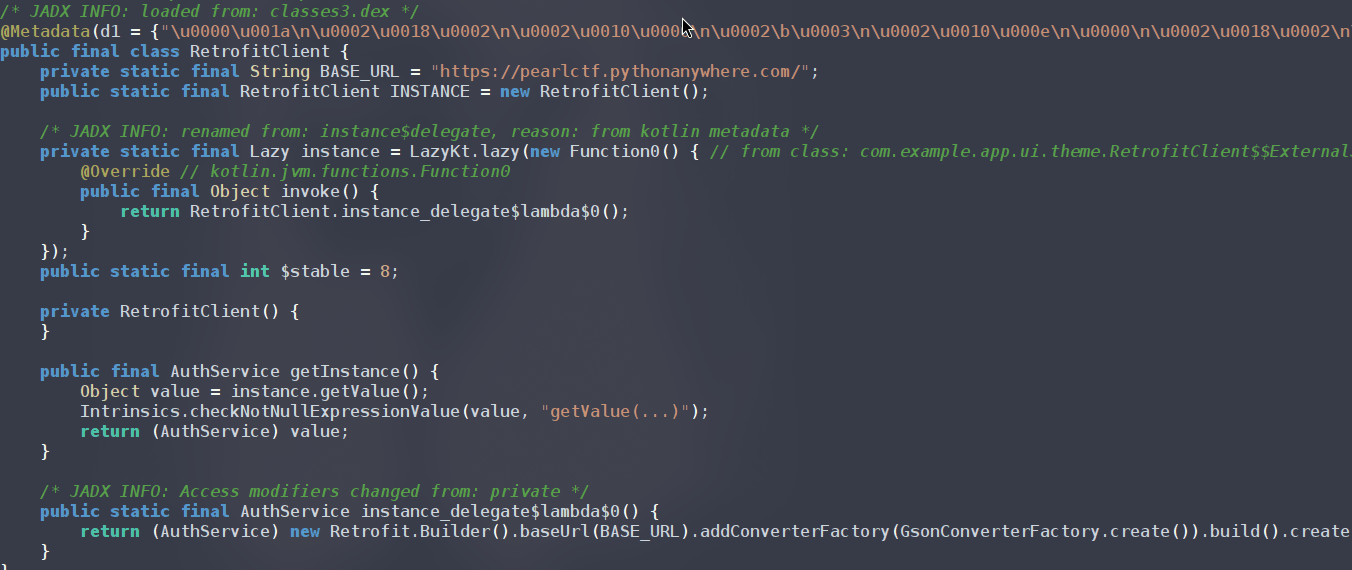 /* JADX INFO: loaded from: classes3.dex */
@Metadata(d1 = {"\u0000\u001a\n\u0002\u0018\u0002\n\u0002\u0010\u0000\n\u0002\b\u0003\n\u0002\u0010\u000e\n\u0000\n\u0002\u0018\u0002\n
public final class RetrofitClient {
    private static final String BASE_URL = "https://pearlctf.pythonanywhere.com/";
    public static final RetrofitClient INSTANCE = new RetrofitClient();

    /* JADX INFO: renamed from: instance$delegate, reason: from kotlin metadata */
    private static final Lazy instance = LazyKt.lazy(new Function0() { // from class: com.example.app.ui.theme.RetrofitClient$$External
        @Override // kotlin.jvm.functions.Function0
        public final Object invoke() {
            return RetrofitClient.instance_delegate$lambda$0();
        }
    });
    public static final int $stable = 8;

    private RetrofitClient() {
    }

    public final AuthService getInstance() {
        Object value = instance.getValue();
        Intrinsics.checkNotNullExpressionValue(value, "getValue(...)");
        return (AuthService) value;
    }

    /* JADX INFO: Access modifiers changed from: private */
    public static final AuthService instance_delegate$lambda$0() {
        return (AuthService) new Retrofit.Builder().baseUrl(BASE_URL).addConverterFactory(GsonConverterFactory.create()).build().create
    }
}